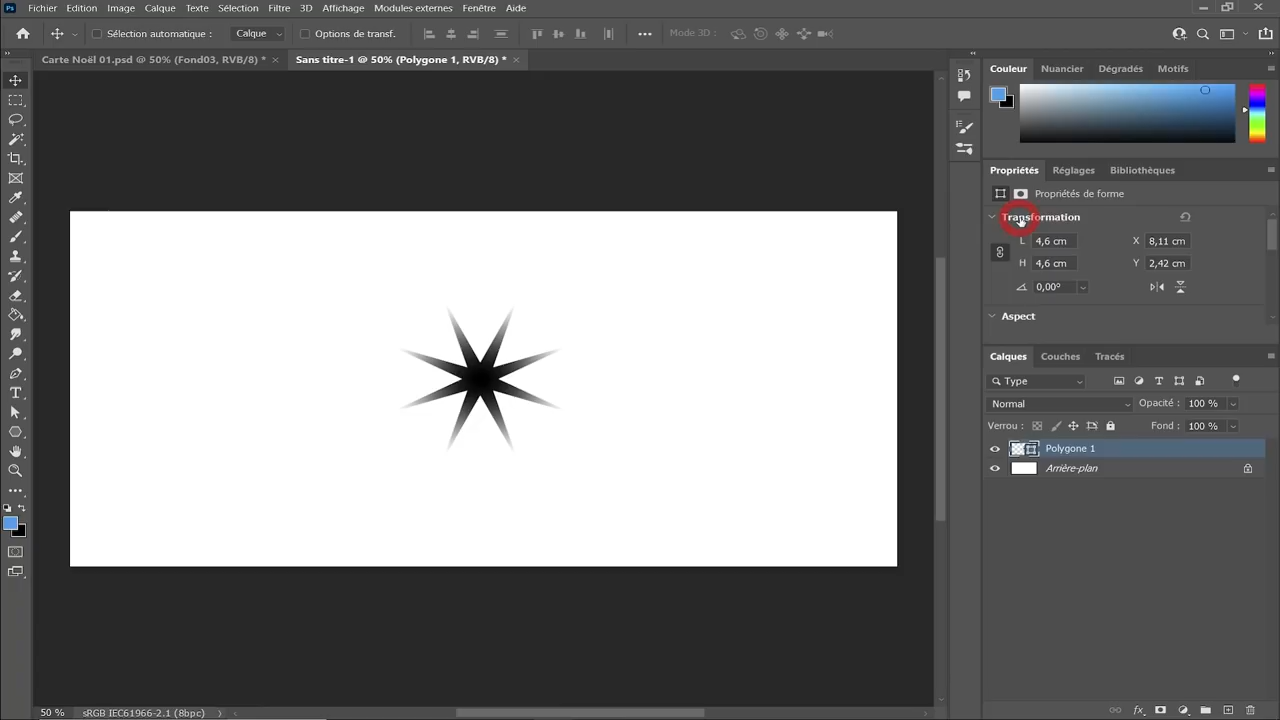 Ps Fichier Edition Image Calque Texte Sélection Filtre 3D Affichage Modules externes Fenêtre Aide
Sélection automatique : Calque Options de transf. Mode 3D :
Carte Noël 01.psd @ 50% (Fond03, RVB/8) * × Sans titre-1 @ 50% (Polygone 1, RVB/8) * ×
Couleur Nuancier Dégradés Motifs
Propriétés Réglages Bibliothèques
Propriétés de forme
Transformation
L 4,6 cm X 8,11 cm
H 4,6 cm Y 2,42 cm
0,00°
Aspect
Calques Couches Tracés
Type
Normal Opacité : 100 %
Verrou : Fond : 100 %
Polygone 1
Arrière-plan
50 % sRGB IEC61966-2.1 (8bpc)